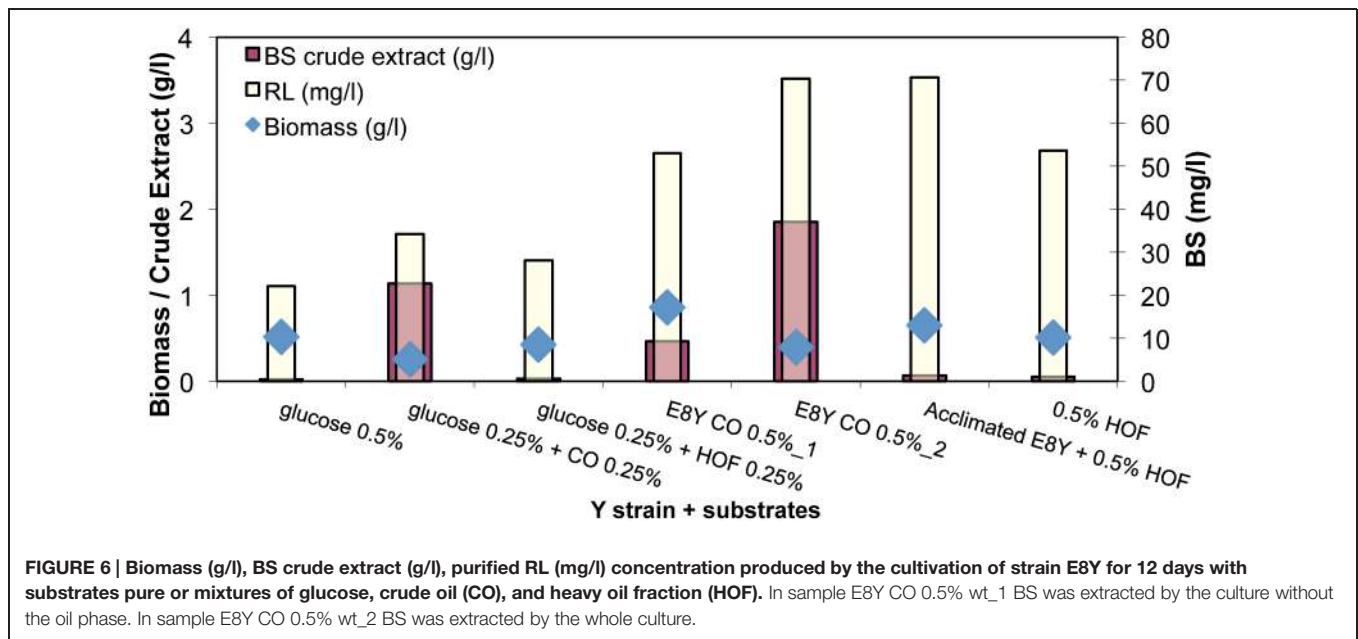 4
3
2
1
0
Biomass / Crude Extract (g/l)
BS crude extract (g/l)
RL (mg/l)
Biomass (g/l)
80
70
60
50
40
30
20
10
0
BS (mg/l)
glucose 0.5%
glucose 0.25% + CO 0.25%
glucose 0.25% + HOF 0.25%
E8Y CO 0.5%_1
E8Y CO 0.5%_2
Acclimated E8Y + 0.5% HOF
0.5% HOF
Y strain + substrates
FIGURE 6 | Biomass (g/l), BS crude extract (g/l), purified RL (mg/l) concentration produced by the cultivation of strain E8Y for 12 days with
substrates pure or mixtures of glucose, crude oil (CO), and heavy oil fraction (HOF). In sample E8Y CO 0.5% wt_1 BS was extracted by the culture without
the oil phase. In sample E8Y CO 0.5% wt_2 BS was extracted by the whole culture.